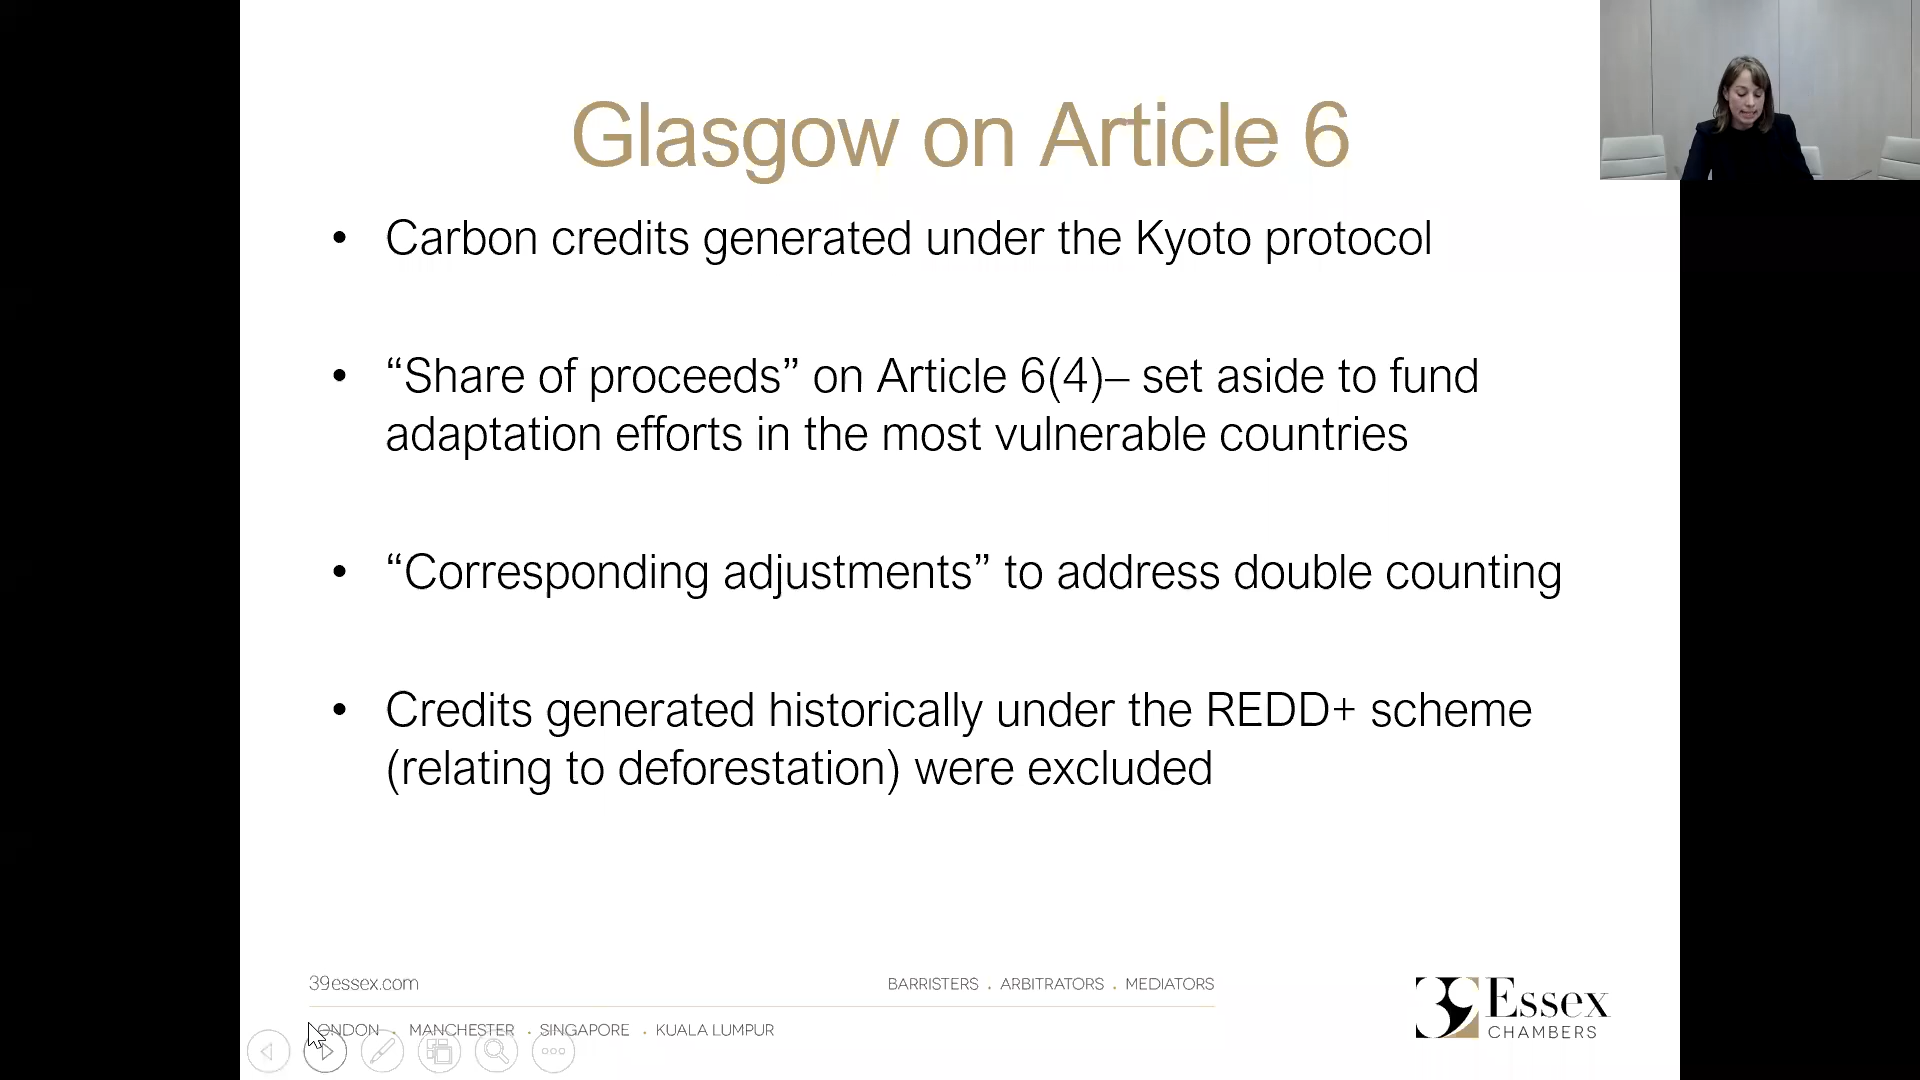 Glasgow on Article 6
• Carbon credits generated under the Kyoto protocol
• “Share of proceeds” on Article 6(4)– set aside to fund
adaptation efforts in the most vulnerable countries
• “Corresponding adjustments” to address double counting
• Credits generated historically under the REDD+ scheme
(relating to deforestation) were excluded
39essex.com
BARRISTERS . ARBITRATORS . MEDIATORS
LONDON . MANCHESTER . SINGAPORE . KUALA LUMPUR
39 Essex
CHAMBERS